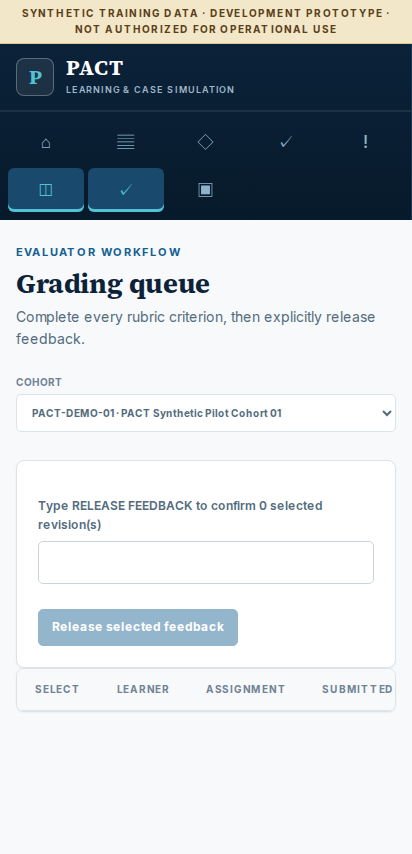 SYNTHETIC TRAINING DATA · DEVELOPMENT PROTOTYPE ·
NOT AUTHORIZED FOR OPERATIONAL USE
P
PACT
LEARNING & CASE SIMULATION
EVALUATOR WORKFLOW
Grading queue
Complete every rubric criterion, then explicitly release
feedback.
COHORT
PACT-DEMO-01 · PACT Synthetic Pilot Cohort 01
Type RELEASE FEEDBACK to confirm 0 selected
revision(s)
Release selected feedback
SELECT LEARNER ASSIGNMENT SUBMITTED